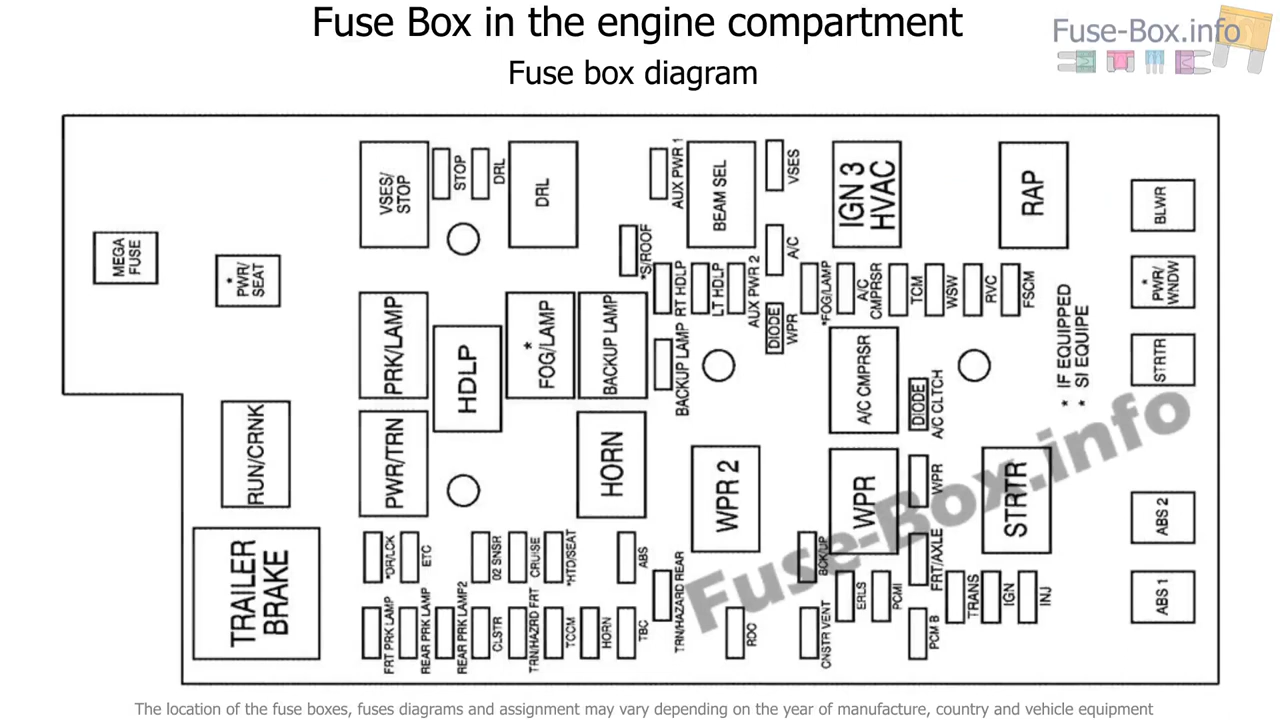 Fuse Box in the engine compartment
Fuse box diagram
Fuse-Box.info
MEGA
FUSE
*
PWR/
SEAT
RUN/CRNK
TRAILER
BRAKE
VSES/
STOP
STOP
DRL
DRL
PRK/LAMP
HDLP
*
FOG/LAMP
BACKUP LAMP
PWR/TRN
HORN
*S/ROOF
AUX PWR 1
BEAM SEL
VSES
A/C
RT HDLP
LT HDLP
AUX PWR 2
DIODE
WPR
BACKUP LAMP
IGN 3
HVAC
RAP
*FOG/LAMP
A/C
CMPRSR
TCM
WSW
RVC
FSCM
A/C CMPRSR
DIODE
A/C CLTCH
* IF EQUIPPED
* SI EQUIPE
BLWR
*
PWR/
WNDW
STRTR
ABS 2
ABS 1
WPR 2
WPR
WPR
STRTR
*DR/LCK
ETC
O2 SNSR
CRUISE
*HTD/SEAT
ABS
TRN/HAZARD REAR
FRT PRK LAMP
REAR PRK LAMP
REAR PRK LAMP2
CLSTR
TRN/HAZRD FRT
TCCM
HORN
TBC
RDC
BCK/UP
CNSTR VENT
ERLS
PCMI
FRT/AXLE
PCM B
TRANS
IGN
INJ
Fuse-Box.info
The location of the fuse boxes, fuses diagrams and assignment may vary depending on the year of manufacture, country and vehicle equipment